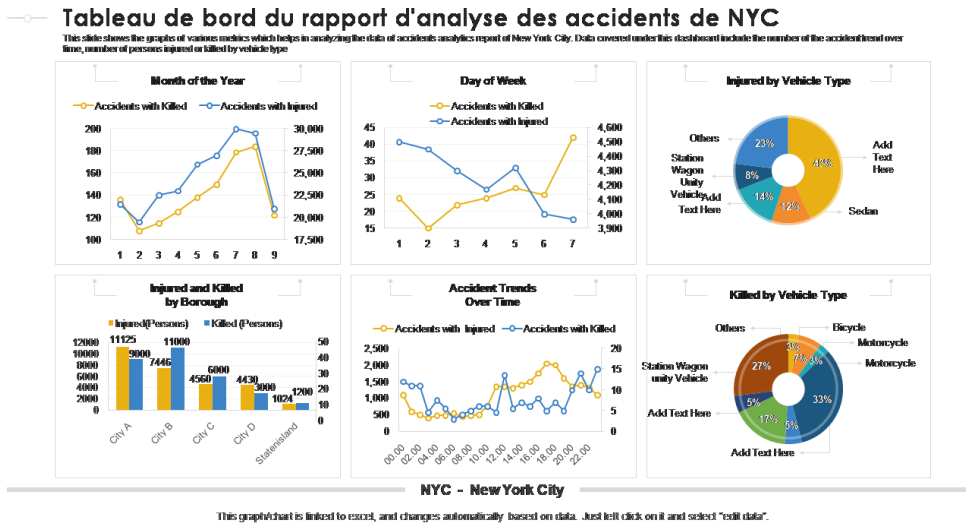 Tableau de bord du rapport d'analyse des accidents de NYC
This slide shows the graphs of various metrics which helps in analyzing the data of accidents analytics report of New York City. Data covered under this dashboard include the number of the accident trend over
time, number of persons injured or killed by vehicle type
Month of the Year
Accidents with Killed
Accidents with Injured
200
180
160
140
120
100
30,000
27,500
25,000
22,500
20,000
17,500
1 2 3 4 5 6 7 8 9
Day of Week
Accidents with Killed
Accidents with Injured
45
40
35
30
25
20
15
4,600
4,500
4,400
4,300
4,200
4,100
4,000
3,900
1 2 3 4 5 6 7
Injured by Vehicle Type
Others
Station
Wagon
Unity
Vehicle
Add
Text Here
Add
Text
Here
Sedan
23%
8%
14%
12%
Injured and Killed
by Borough
Injured(Persons)
Killed (Persons)
12000
10000
8000
6000
4000
2000
0
50
40
30
20
10
0
11125
9000
7446
11000
4560
6000
4430
3000
1024
1200
City A
City B
City C
City D
Statenisland
Accident Trends
Over Time
Accidents with Injured
Accidents with Killed
2,500
2,000
1,500
1,000
500
0
20
15
10
5
0
00.00
02.00
04.00
06.00
08.00
10.00
12.00
14.00
16.00
18.00
20.00
22.00
Killed by Vehicle Type
Others
Bicycle
Motorcycle
Motorcycle
Station Wagon
unity Vehicle
Add Text Here
Add Text Here
27%
7%
33%
5%
17%
5%
NYC - New York City
This graph/chart is linked to excel, and changes automatically based on data. Just left click on it and select "edit data".